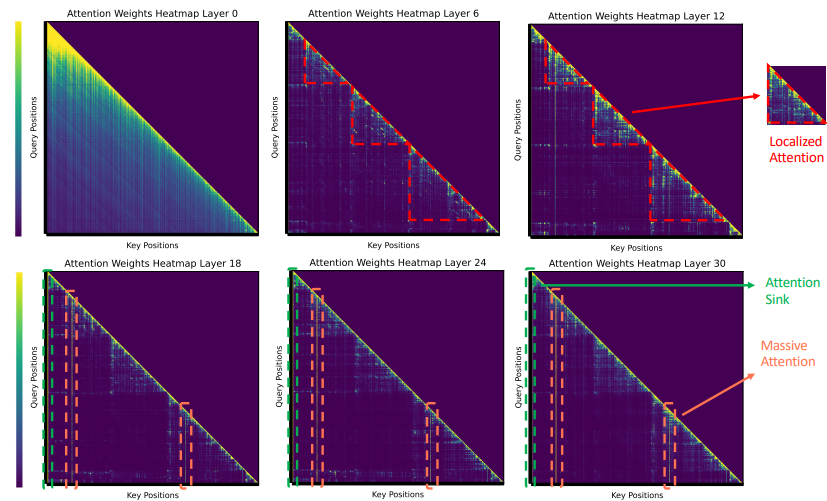 Attention Weights Heatmap Layer 0
Attention Weights Heatmap Layer 6
Attention Weights Heatmap Layer 12
Query Positions
Query Positions
Query Positions
Localized
Attention
Key Positions
Key Positions
Key Positions
Attention Weights Heatmap Layer 18
Attention Weights Heatmap Layer 24
Attention Weights Heatmap Layer 30
Query Positions
Query Positions
Query Positions
Attention
Sink
Massive
Attention
Key Positions
Key Positions
Key Positions